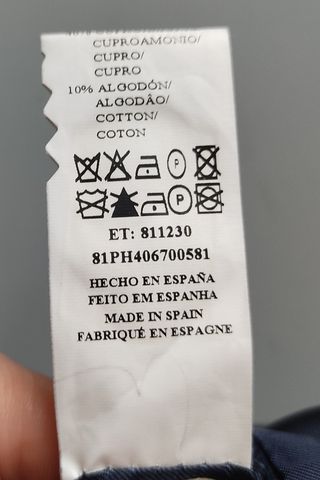 CUPROAMONIO/
CUPRO/
CUPRO
10% ALGODÓN/
ALGODÂO/
COTTON/
COTON
P
P
ET: 811230
81PH406700581
HECHO EN ESPAÑA
FEITO EM ESPANHA
MADE IN SPAIN
FABRIQUÉ EN ESPAGNE